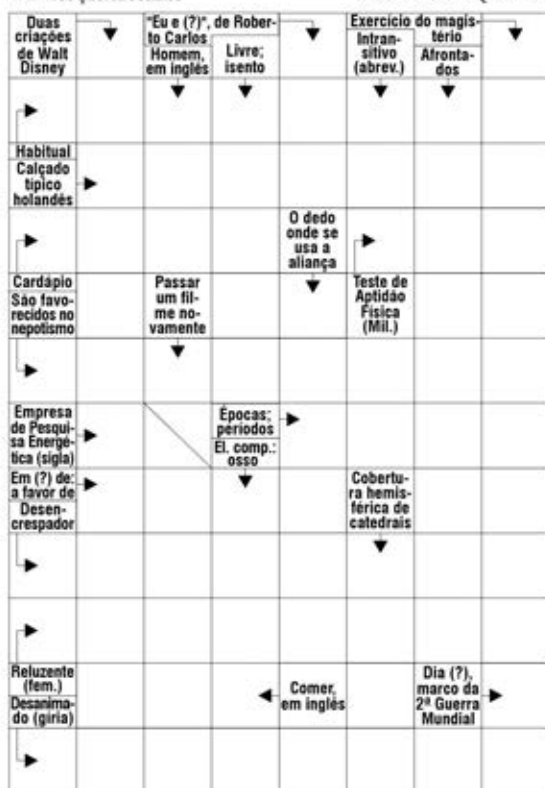 Duas
criações
de Walt
Disney
"Eu e (?)", de Rober-
to Carlos
Homem,
em inglês
Livre;
isento
Exercício do magis-
tério
Intran-
sitivo
(abrev.)
Afronta-
dos
Habitual
Calçado
típico
holandês
O dedo
onde se
usa a
aliança
Cardápio
São favo-
recidos no
nepotismo
Passar
um fil-
me no-
vamente
Teste de
Aptidão
Física
(Mil.)
Empresa
de Pesqui-
sa Energé-
tica (sigla)
Épocas;
períodos
El. comp.:
osso
Em (?) de:
a favor de
Desen-
crespador
Cobertu-
ra hemis-
férica de
catedrais
Reluzente
(fem.)
Desanima-
do (gíria)
Comer,
em inglês
Dia (?),
marco da
2ª Guerra
Mundial